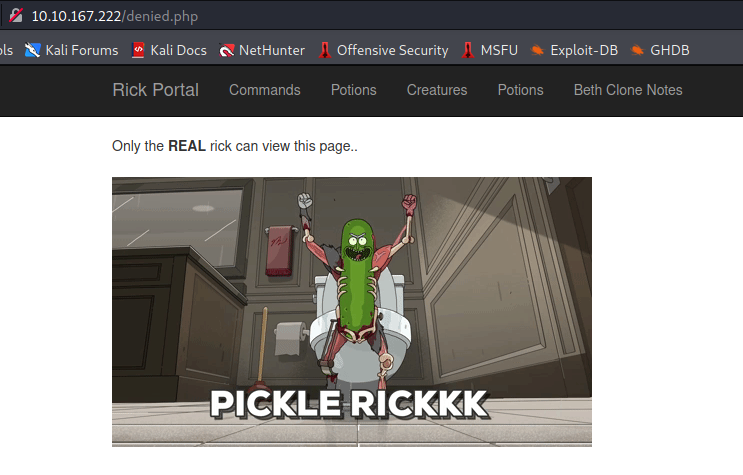 10.10.167.222/denied.php
ols Kali Forums Kali Docs NetHunter Offensive Security MSFU Exploit-DB GHDB
Rick Portal Commands Potions Creatures Potions Beth Clone Notes
Only the REAL rick can view this page..
PICKLE RICKKK